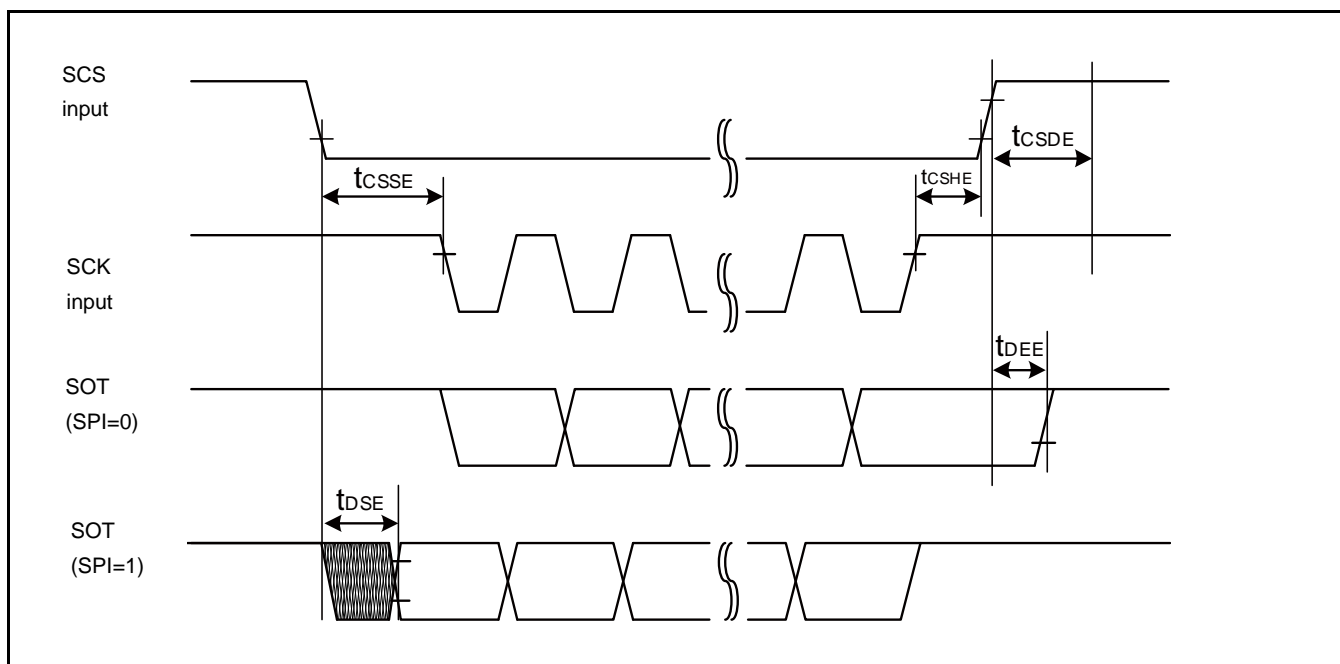 SCS
input
tCSDE
tCSSE
tCSHE
SCK
input
tDEE
SOT
(SPI=0)
tDSE
SOT
(SPI=1)